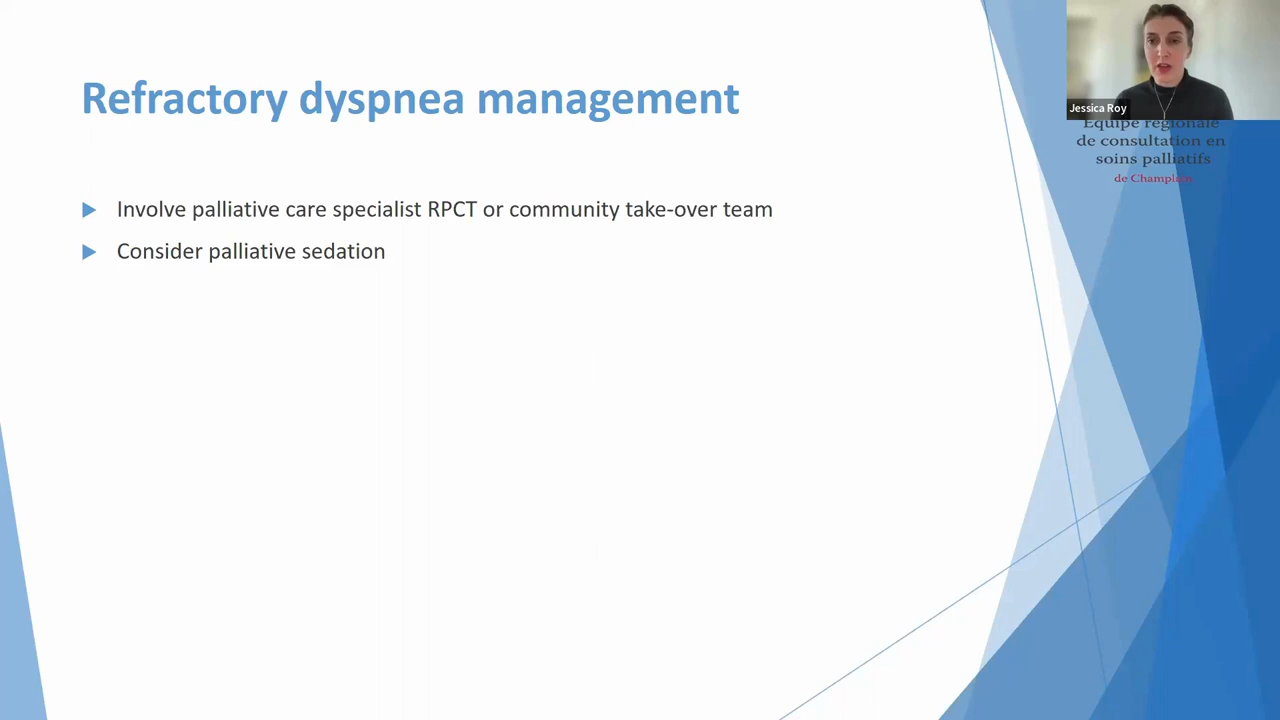 Refractory dyspnea management
Involve palliative care specialist RPCT or community take-over team
Consider palliative sedation
Jessica Roy
Équipe régionale
de consultation en
soins palliatifs
de Champlain